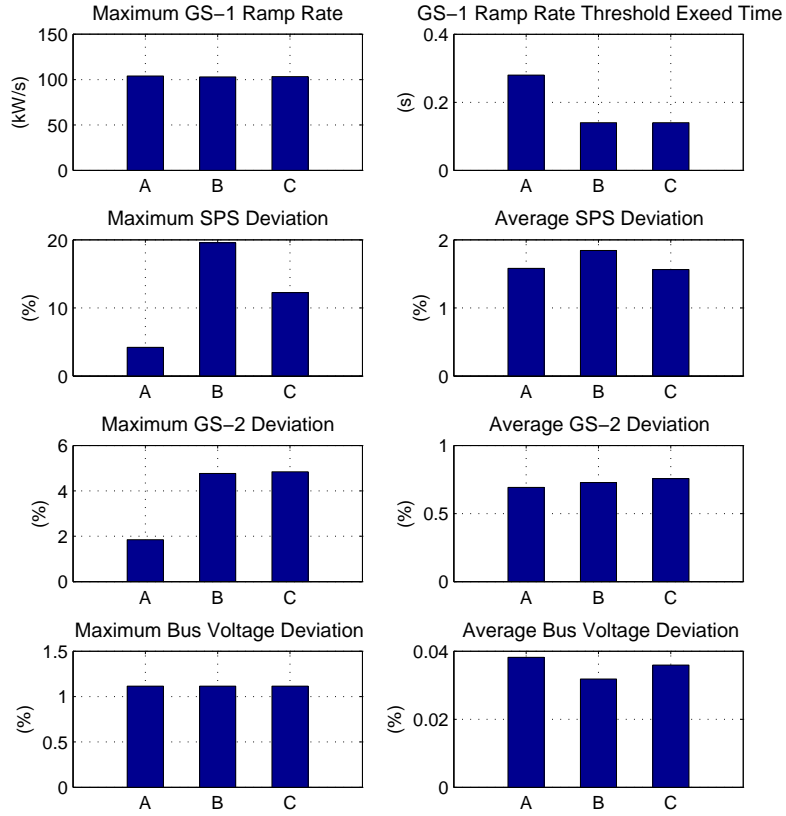 Maximum GS−1 Ramp Rate
150
100
50
0
(kW/s)
A B C
GS−1 Ramp Rate Threshold Exeed Time
0.4
0.2
0
(s)
A B C
Maximum SPS Deviation
20
10
0
(%)
A B C
Average SPS Deviation
2
1
0
(%)
A B C
Maximum GS−2 Deviation
6
4
2
0
(%)
A B C
Average GS−2 Deviation
1
0.5
0
(%)
A B C
Maximum Bus Voltage Deviation
1.5
1
0.5
0
(%)
A B C
Average Bus Voltage Deviation
0.04
0.02
0
(%)
A B C